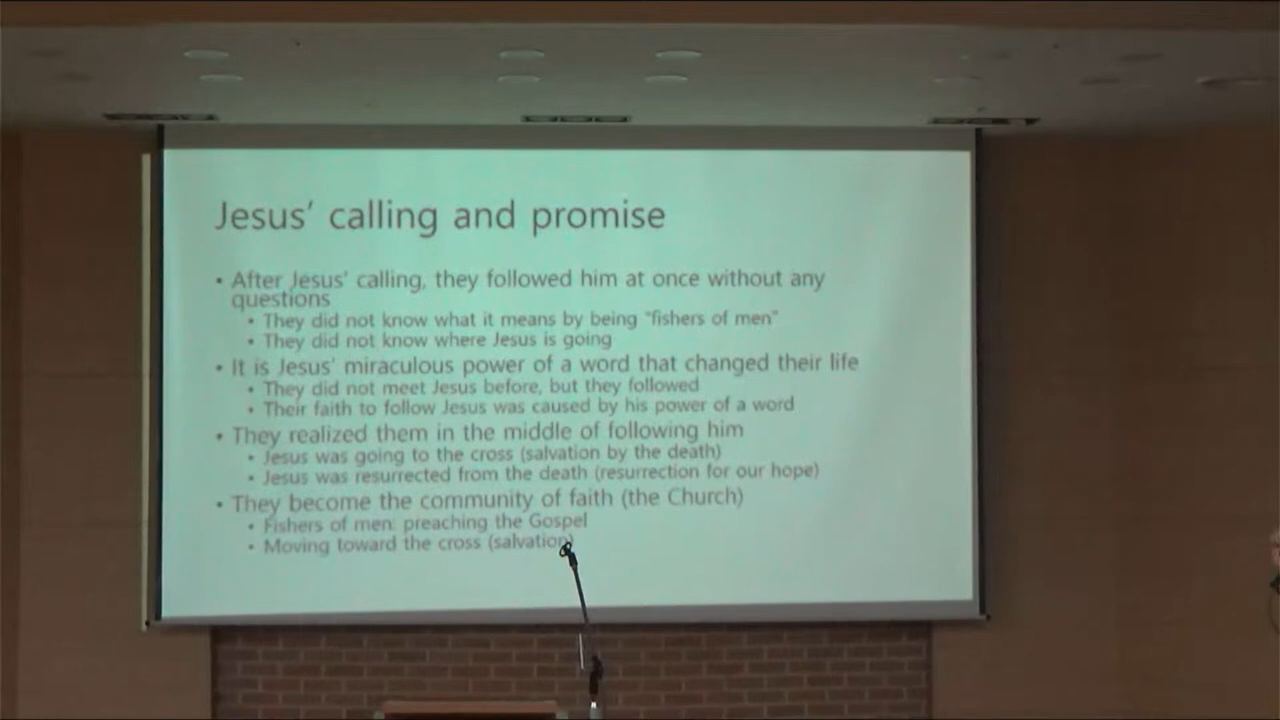 Jesus’ calling and promise
• After Jesus’ calling, they followed him at once without any
questions
• They did not know what it means by being “fishers of men”
• They did not know where Jesus is going
• It is Jesus’ miraculous power of a word that changed their life
• They did not meet Jesus before, but they followed
• Their faith to follow Jesus was caused by his power of a word
• They realized them in the middle of following him
• Jesus was going to the cross (salvation by the death)
• Jesus was resurrected from the death (resurrection for our hope)
• They become the community of faith (the Church)
• Fishers of men: preaching the Gospel
• Moving toward the cross (salvation)